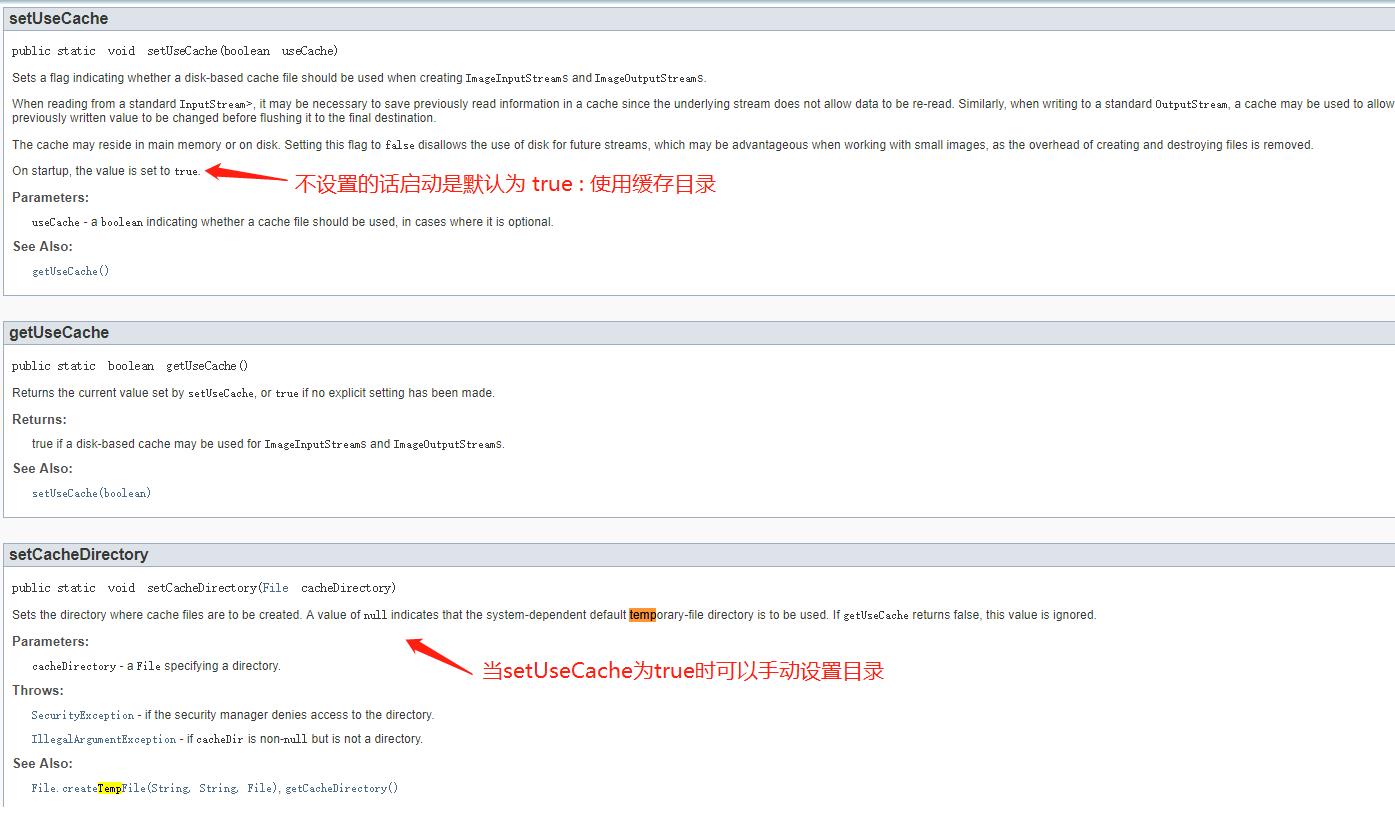 setUseCache
public static void setUseCache(boolean useCache)
Sets a flag indicating whether a disk-based cache file should be used when creating ImageInputStreams and ImageOutputStreams.
When reading from a standard InputStream>, it may be necessary to save previously read information in a cache since the underlying stream does not allow data to be re-read. Similarly, when writing to a standard OutputStream, a cache may be used to allow
previously written value to be changed before flushing it to the final destination.
The cache may reside in main memory or on disk. Setting this flag to false disallows the use of disk for future streams, which may be advantageous when working with small images, as the overhead of creating and destroying files is removed.
On startup, the value is set to true.
不设置的话启动是默认为 true : 使用缓存目录
Parameters:
useCache - a boolean indicating whether a cache file should be used, in cases where it is optional.
See Also:
getUseCache()
getUseCache
public static boolean getUseCache()
Returns the current value set by setUseCache, or true if no explicit setting has been made.
Returns:
true if a disk-based cache may be used for ImageInputStreams and ImageOutputStreams.
See Also:
setUseCache(boolean)
setCacheDirectory
public static void setCacheDirectory(File cacheDirectory)
Sets the directory where cache files are to be created. A value of null indicates that the system-dependent default temporary-file directory is to be used. If getUseCache returns false, this value is ignored.
Parameters:
cacheDirectory - a File specifying a directory.
当setUseCache为true时可以手动设置目录
Throws:
SecurityException - if the security manager denies access to the directory.
IllegalArgumentException - if cacheDir is non-null but is not a directory.
See Also:
File.createTempFile(String, String, File), getCacheDirectory()